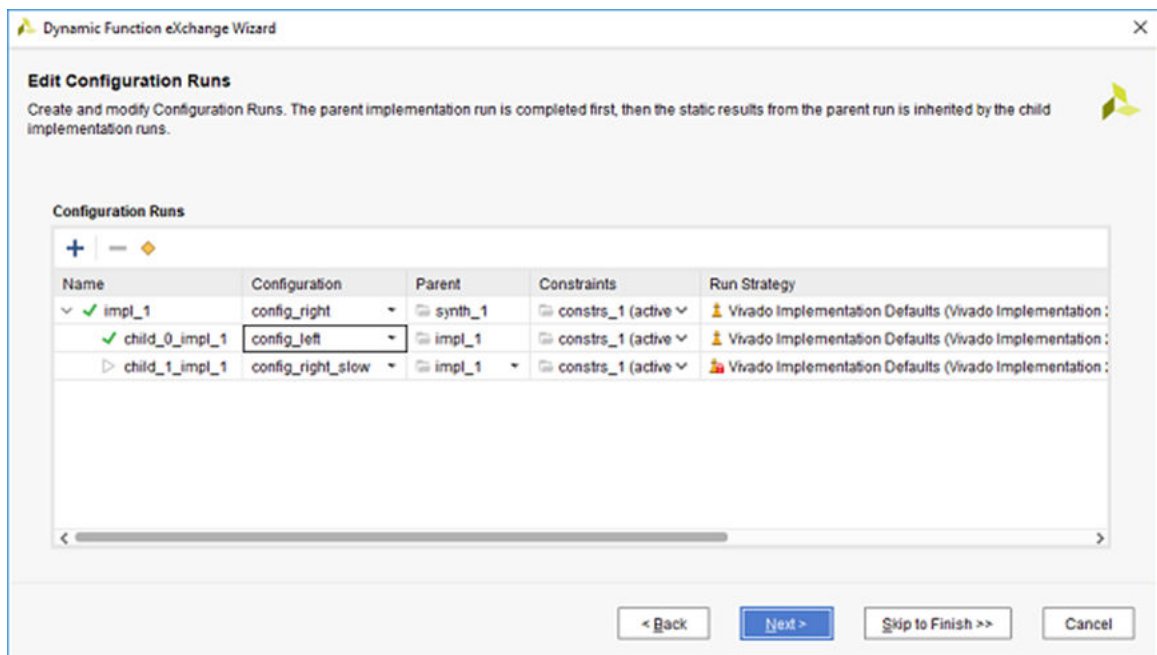 Dynamic Function eXchange Wizard
Edit Configuration Runs
Create and modify Configuration Runs. The parent implementation run is completed first, then the static results from the parent run is inherited by the child
implementation runs.
Configuration Runs
Name Configuration Parent Constraints Run Strategy
impl_1 config_right synth_1 constrs_1 (active Vivado Implementation Defaults (Vivado Implementation
child_0_impl_1 config_left impl_1 constrs_1 (active Vivado Implementation Defaults (Vivado Implementation
child_1_impl_1 config_right_slow impl_1 constrs_1 (active Vivado Implementation Defaults (Vivado Implementation
< Back Next > Skip to Finish >> Cancel